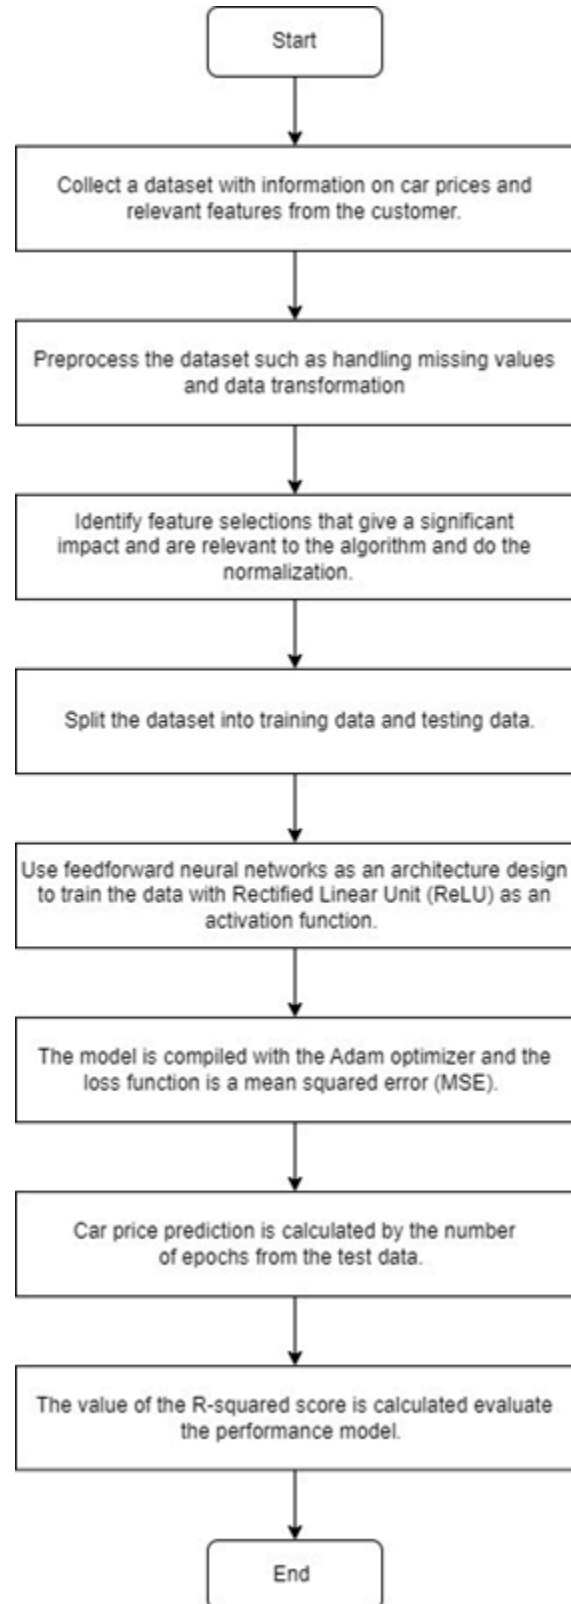 Start
Collect a dataset with information on car prices and
relevant features from the customer.
Preprocess the dataset such as handling missing values
and data transformation
Identify feature selections that give a significant
impact and are relevant to the algorithm and do the
normalization.
Split the dataset into training data and testing data.
Use feedforward neural networks as an architecture design
to train the data with Rectified Linear Unit (ReLU) as an
activation function.
The model is compiled with the Adam optimizer and the
loss function is a mean squared error (MSE).
Car price prediction is calculated by the number
of epochs from the test data.
The value of the R-squared score is calculated evaluate
the performance model.
End